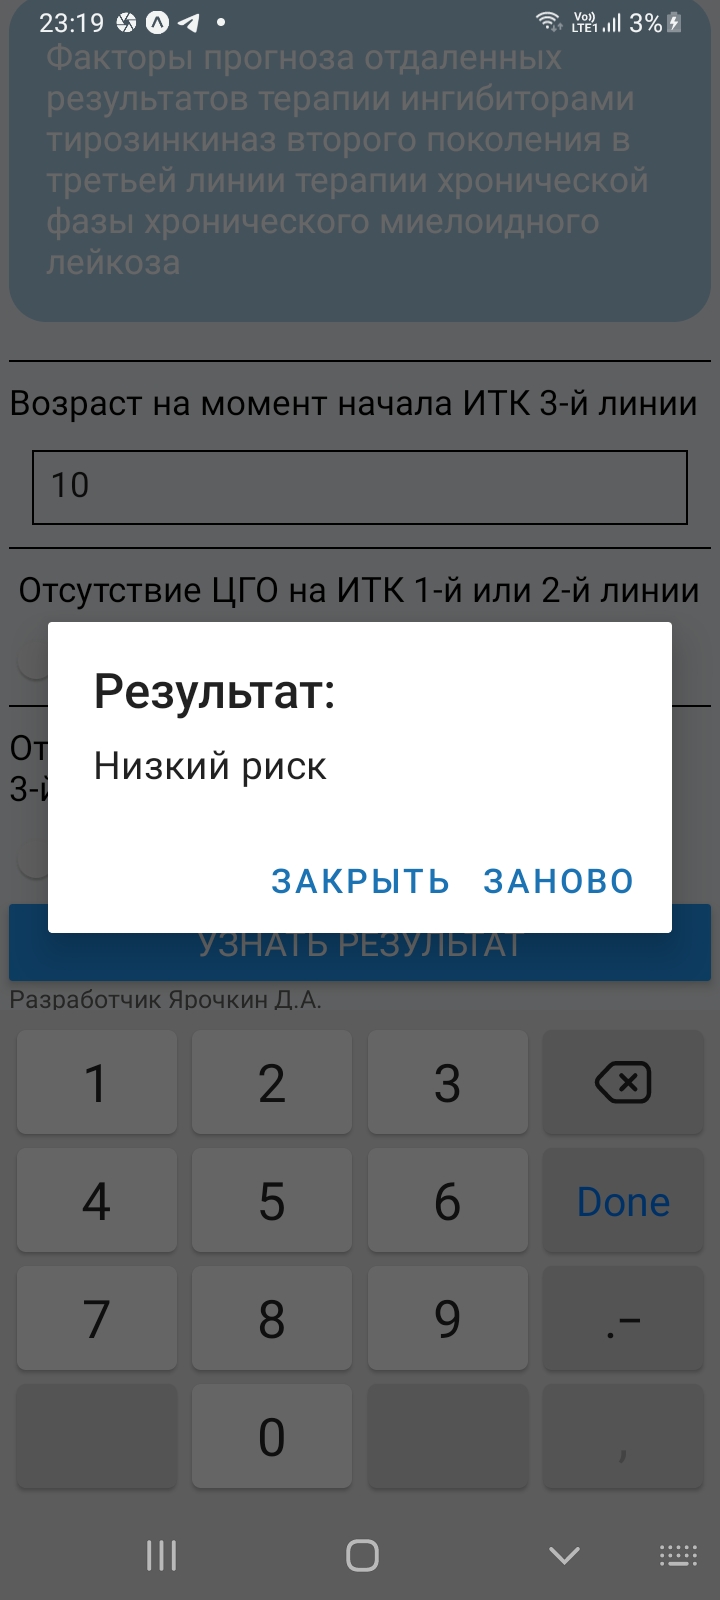 23:19
Vo))
LTE1
3%
Факторы прогноза отдаленных
результатов терапии ингибиторами
тирозинкиназ второго поколения в
третьей линии терапии хронической
фазы хронического миелоидного
лейкоза
Возраст на момент начала ИТК 3-й линии
10
Отсутствие ЦГО на ИТК 1-й или 2-й линии
От
3-й
Результат:
Низкий риск
ЗАКРЫТЬ ЗАНОВО
УЗНАТЬ РЕЗУЛЬТАТ
Разработчик Ярочкин Д.А.
1 2 3
4 5 6 Done
7 8 9 .-
0 ,